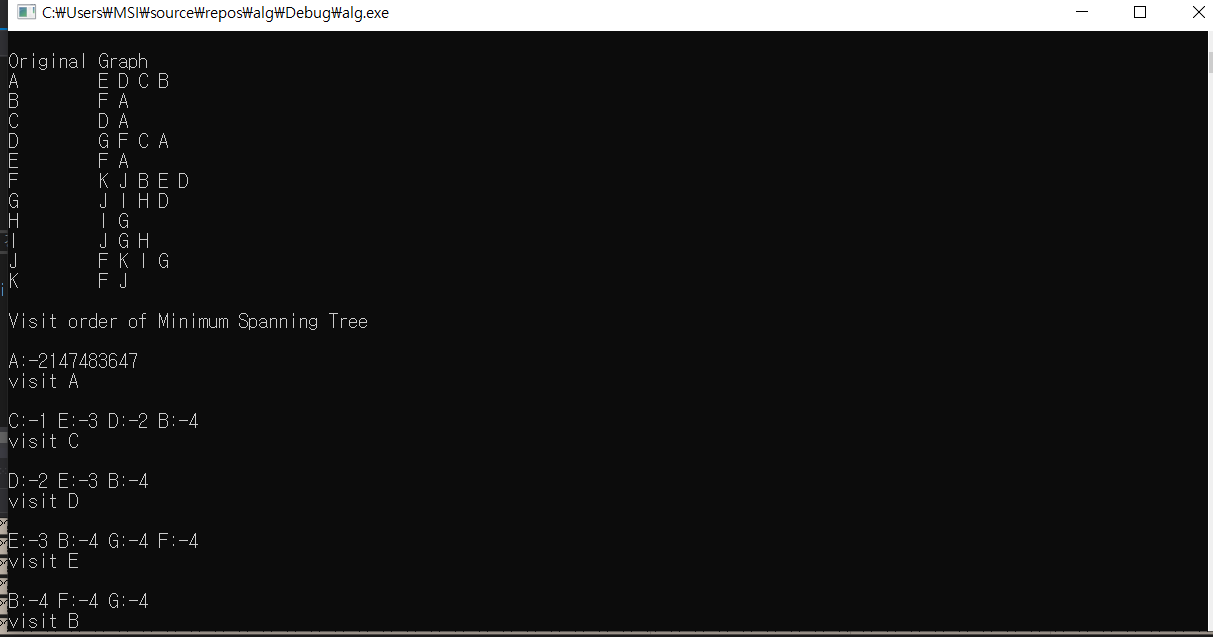 C:₩Users₩MSI₩source₩repos₩alg₩Debug₩alg.exe
Original Graph
A E D C B
B F A
C D A
D G F C A
E F A
F K J B E D
G J I H D
H I G
I J G H
J F K I G
K F J
Visit order of Minimum Spanning Tree
A:-2147483647
visit A
C:-1 E:-3 D:-2 B:-4
visit C
D:-2 E:-3 B:-4
visit D
E:-3 B:-4 G:-4 F:-4
visit E
B:-4 F:-4 G:-4
visit B